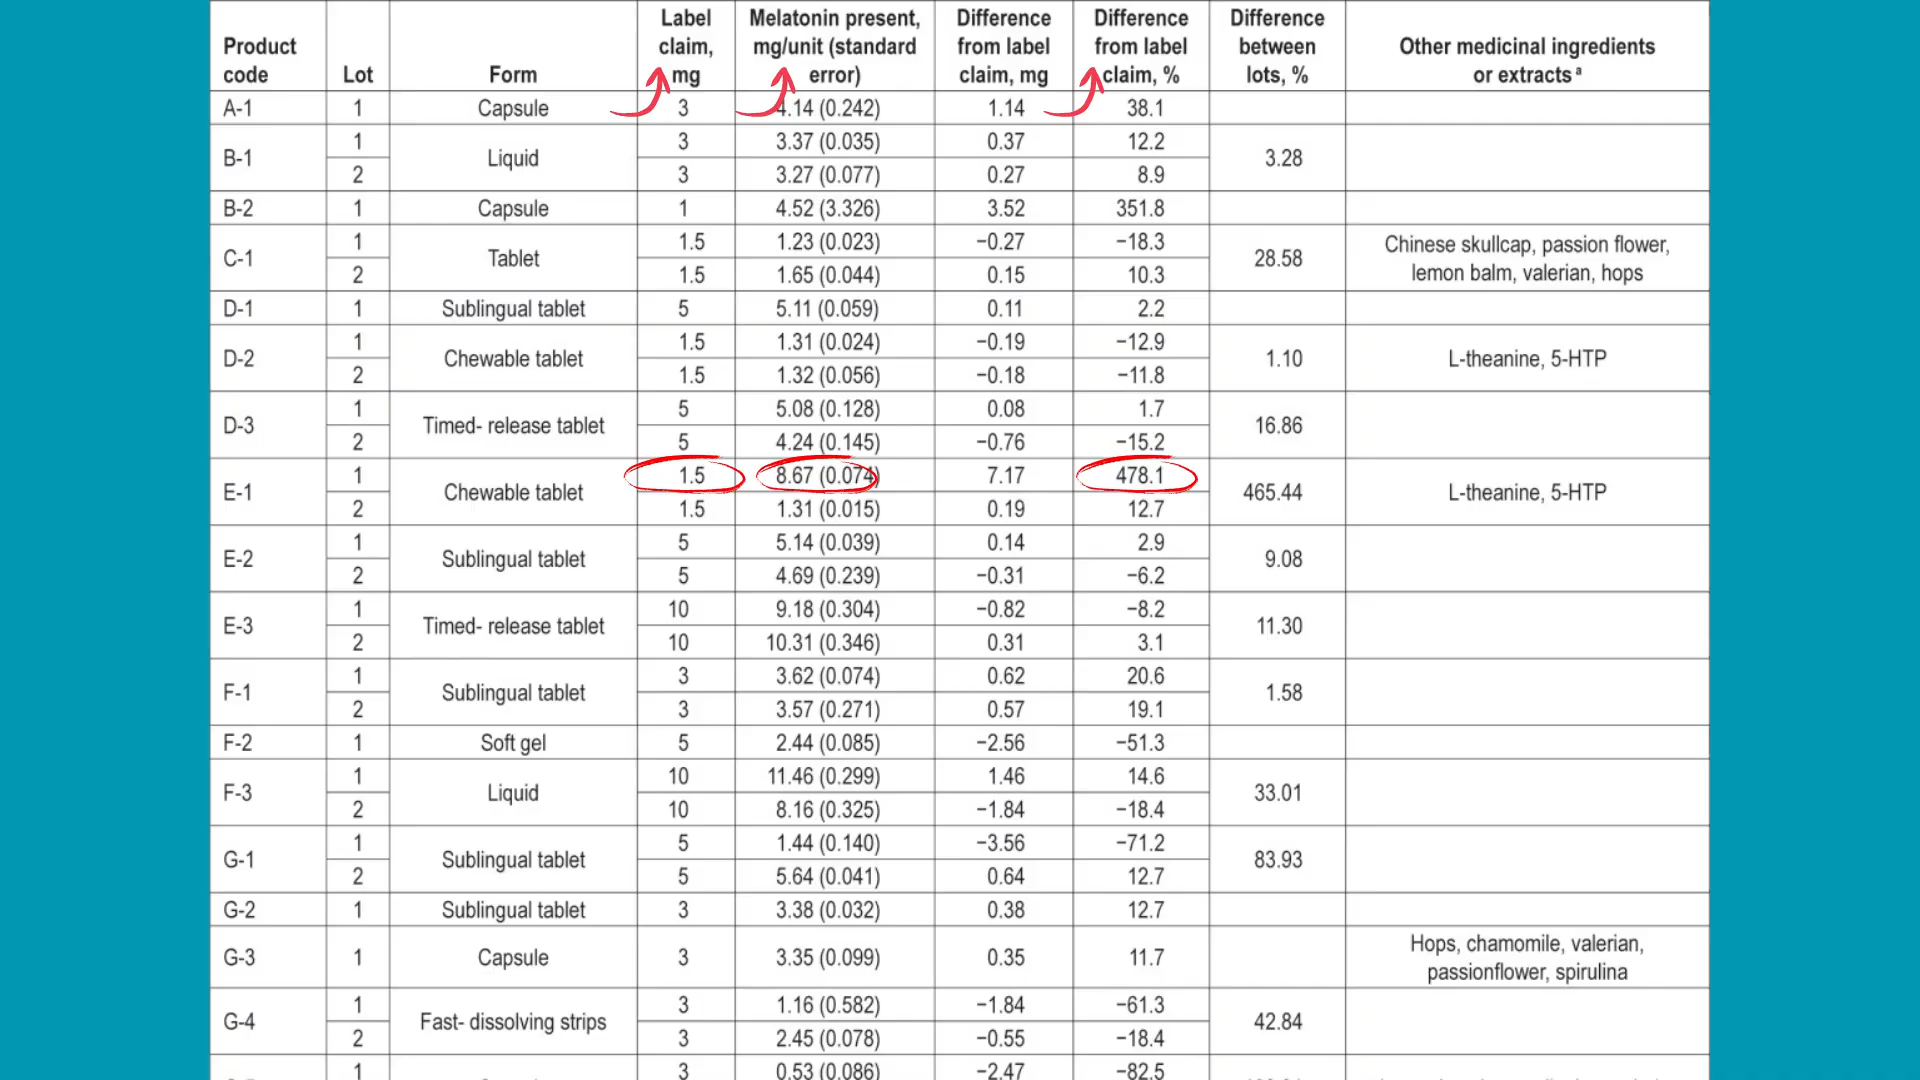 Product code | Lot | Form | Label claim, mg | Melatonin present, mg/unit (standard error) | Difference from label claim, mg | Difference from label claim, % | Difference between lots, % | Other medicinal ingredients or extracts a
A-1 | 1 | Capsule | 3 | 4.14 (0.242) | 1.14 | 38.1
B-1 | 1 | Liquid | 3 | 3.37 (0.035) | 0.37 | 12.2 | 3.28
2 | 3 | 3.27 (0.077) | 0.27 | 8.9
B-2 | 1 | Capsule | 1 | 4.52 (3.326) | 3.52 | 351.8
C-1 | 1 | Tablet | 1.5 | 1.23 (0.023) | −0.27 | −18.3 | 28.58 | Chinese skullcap, passion flower, lemon balm, valerian, hops
2 | 1.5 | 1.65 (0.044) | 0.15 | 10.3
D-1 | 1 | Sublingual tablet | 5 | 5.11 (0.059) | 0.11 | 2.2
D-2 | 1 | Chewable tablet | 1.5 | 1.31 (0.024) | −0.19 | −12.9 | 1.10 | L-theanine, 5-HTP
2 | 1.5 | 1.32 (0.056) | −0.18 | −11.8
D-3 | 1 | Timed- release tablet | 5 | 5.08 (0.128) | 0.08 | 1.7 | 16.86
2 | 5 | 4.24 (0.145) | −0.76 | −15.2
E-1 | 1 | Chewable tablet | 1.5 | 8.67 (0.074) | 7.17 | 478.1 | 465.44 | L-theanine, 5-HTP
2 | 1.5 | 1.31 (0.015) | 0.19 | 12.7
E-2 | 1 | Sublingual tablet | 5 | 5.14 (0.039) | 0.14 | 2.9 | 9.08
2 | 5 | 4.69 (0.239) | −0.31 | −6.2
E-3 | 1 | Timed- release tablet | 10 | 9.18 (0.304) | −0.82 | −8.2 | 11.30
2 | 10 | 10.31 (0.346) | 0.31 | 3.1
F-1 | 1 | Sublingual tablet | 3 | 3.62 (0.074) | 0.62 | 20.6 | 1.58
2 | 3 | 3.57 (0.271) | 0.57 | 19.1
F-2 | 1 | Soft gel | 5 | 2.44 (0.085) | −2.56 | −51.3
F-3 | 1 | Liquid | 10 | 11.46 (0.299) | 1.46 | 14.6 | 33.01
2 | 10 | 8.16 (0.325) | −1.84 | −18.4
G-1 | 1 | Sublingual tablet | 5 | 1.44 (0.140) | −3.56 | −71.2 | 83.93
2 | 5 | 5.64 (0.041) | 0.64 | 12.7
G-2 | 1 | Sublingual tablet | 3 | 3.38 (0.032) | 0.38 | 12.7
G-3 | 1 | Capsule | 3 | 3.35 (0.099) | 0.35 | 11.7 | Hops, chamomile, valerian, passionflower, spirulina
G-4 | 1 | Fast- dissolving strips | 3 | 1.16 (0.582) | −1.84 | −61.3 | 42.84
2 | 3 | 2.45 (0.078) | −0.55 | −18.4
1 | 3 | 0.53 (0.086) | −2.47 | −82.5